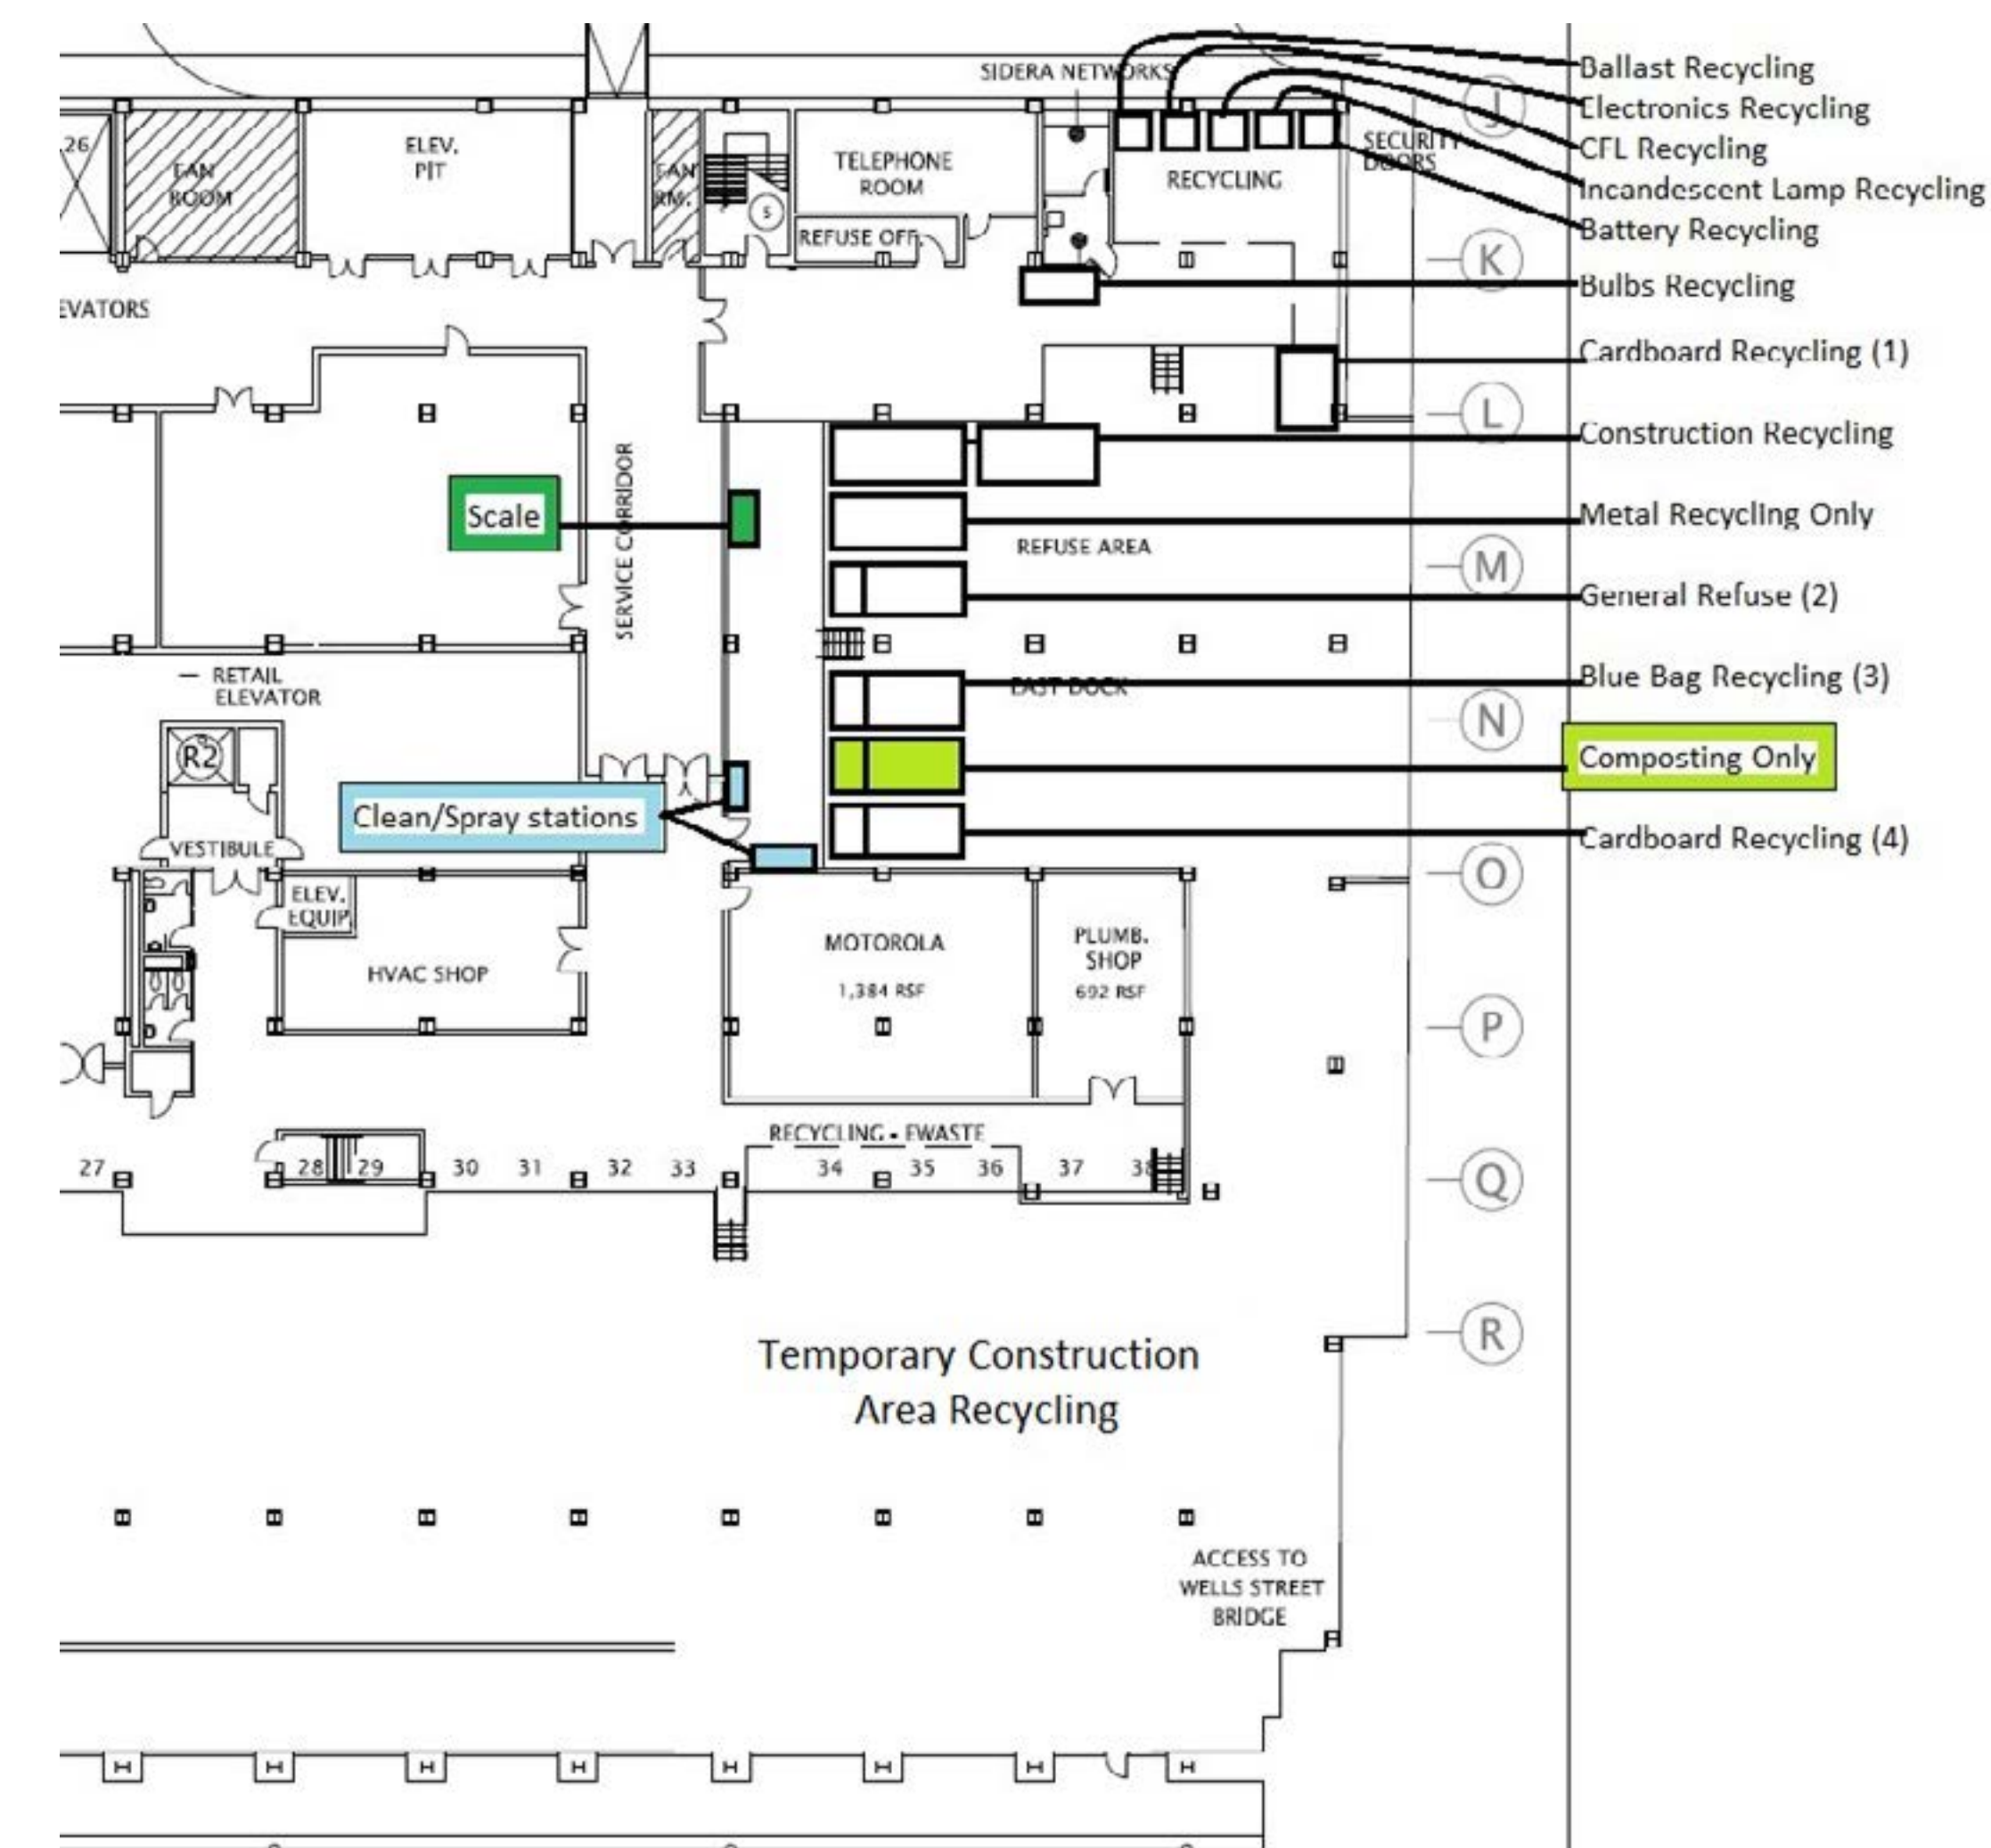 SIDERA NETWORKS
Ballast Recycling
Electronics Recycling
CFL Recycling
Incandescent Lamp Recycling
Battery Recycling
Bulbs Recycling
Cardboard Recycling (1)
Construction Recycling
Metal Recycling Only
General Refuse (2)
Blue Bag Recycling (3)
Composting Only
Cardboard Recycling (4)
J
K
L
M
N
O
P
Q
R
26
FAN
ROOM
ELEV.
PIT
FAN
RM.
S
TELEPHONE
ROOM
REFUSE OFF.
RECYCLING
SECURITY
DOORS
EVATORS
Scale
SERVICE CORRIDOR
REFUSE AREA
EAST DOCK
RETAIL
ELEVATOR
R2
Clean/Spray stations
VESTIBULE
ELEV.
EQUIP.
HVAC SHOP
MOTOROLA
1,384 RSF
PLUMB.
SHOP
692 RSF
RECYCLING - EWASTE
27 28 29 30 31 32 33 34 35 36 37 38
Temporary Construction
Area Recycling
ACCESS TO
WELLS STREET
BRIDGE